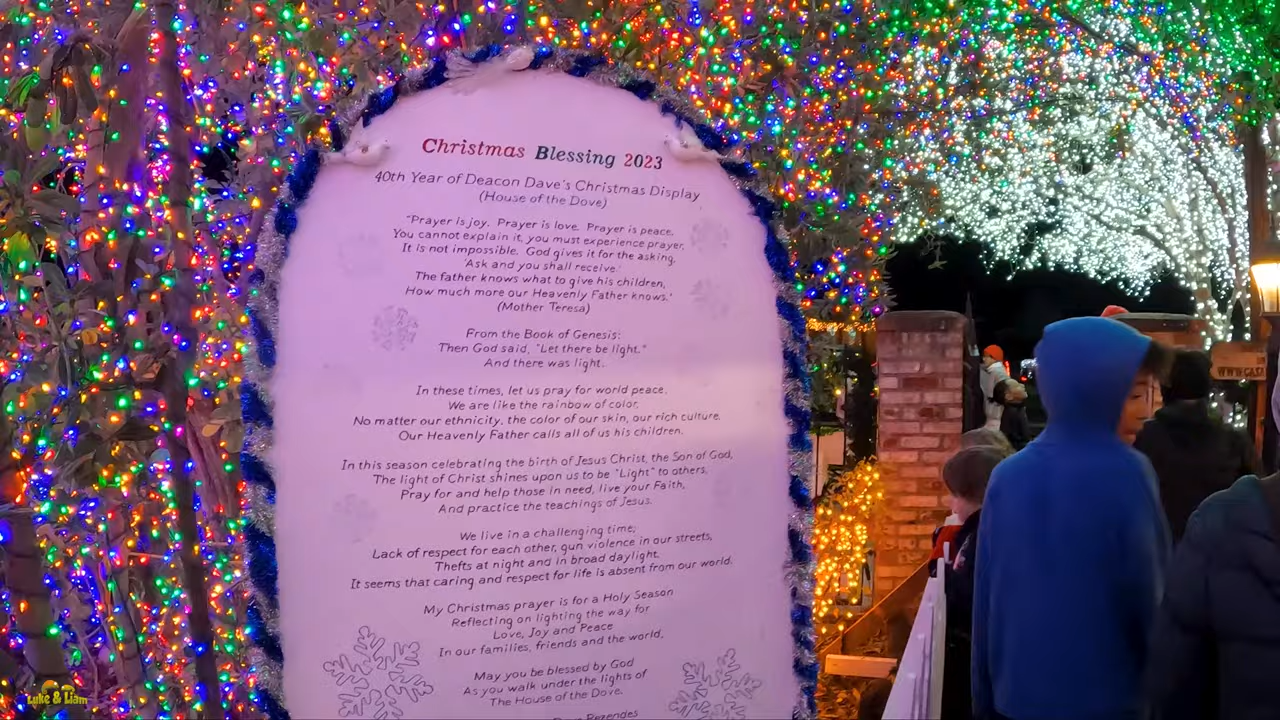 Christmas Blessing 2023
40th Year of Deacon Dave's Christmas Display
(House of the Dove)
"Prayer is joy. Prayer is love. Prayer is peace.
You cannot explain it, you must experience prayer.
It is not impossible. God gives it for the asking.
'Ask and you shall receive.'
The father knows what to give his children,
How much more our Heavenly Father knows."
(Mother Teresa)
From the Book of Genesis:
Then God said, "Let there be light."
And there was light.
In these times, let us pray for world peace.
We are like the rainbow of color.
No matter our ethnicity, the color of our skin, our rich culture.
Our Heavenly Father calls all of us his children.
In this season celebrating the birth of Jesus Christ, the Son of God,
The light of Christ shines upon us to be "Light" to others,
Pray for and help those in need, live your Faith,
And practice the teachings of Jesus.
We live in a challenging time;
Lack of respect for each other, gun violence in our streets,
Thefts at night and in broad daylight.
It seems that caring and respect for life is absent from our world.
My Christmas prayer is for a Holy Season
Reflecting on lighting the way for
Love, Joy and Peace
In our families, friends and the world.
May you be blessed by God
As you walk under the lights of
The House of the Dove.
Rezendes
WWW.CASA
Luke & Liam